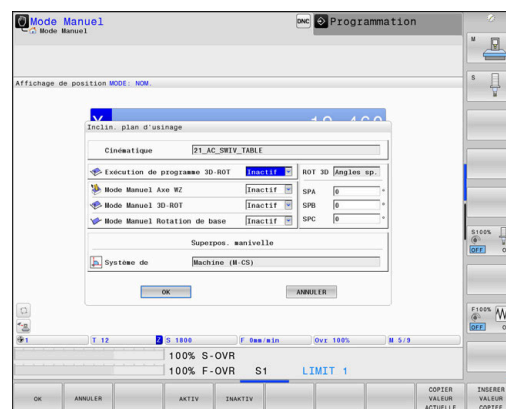 Mode Manuel
Mode Manuel
DNC
Programmation
M
Affichage de position MODE: NOM.
S
Inclin. plan d'usinage
Cinématique 21_AC_SWIV_TABLE
Exécution de programme 3D-ROT Inactif ROT 3D Angles sp.
Mode Manuel Axe WZ Inactif SPA 0 °
Mode Manuel 3D-ROT Inactif SPB 0 °
Mode Manuel Rotation de base Inactif SPC 0 °
Superpos. manivelle
Système de Machine (M-CS)
OK ANNULER
S100%
OFF
F100%
OFF
1 T 12 Z S 1800 F 0mm/min Ovr 100% M 5/9
100% S-OVR
100% F-OVR S1 LIMIT 1
OK ANNULER AKTIV INAKTIV COPIER VALEUR ACTUELLE INSERER VALEUR COPIEE